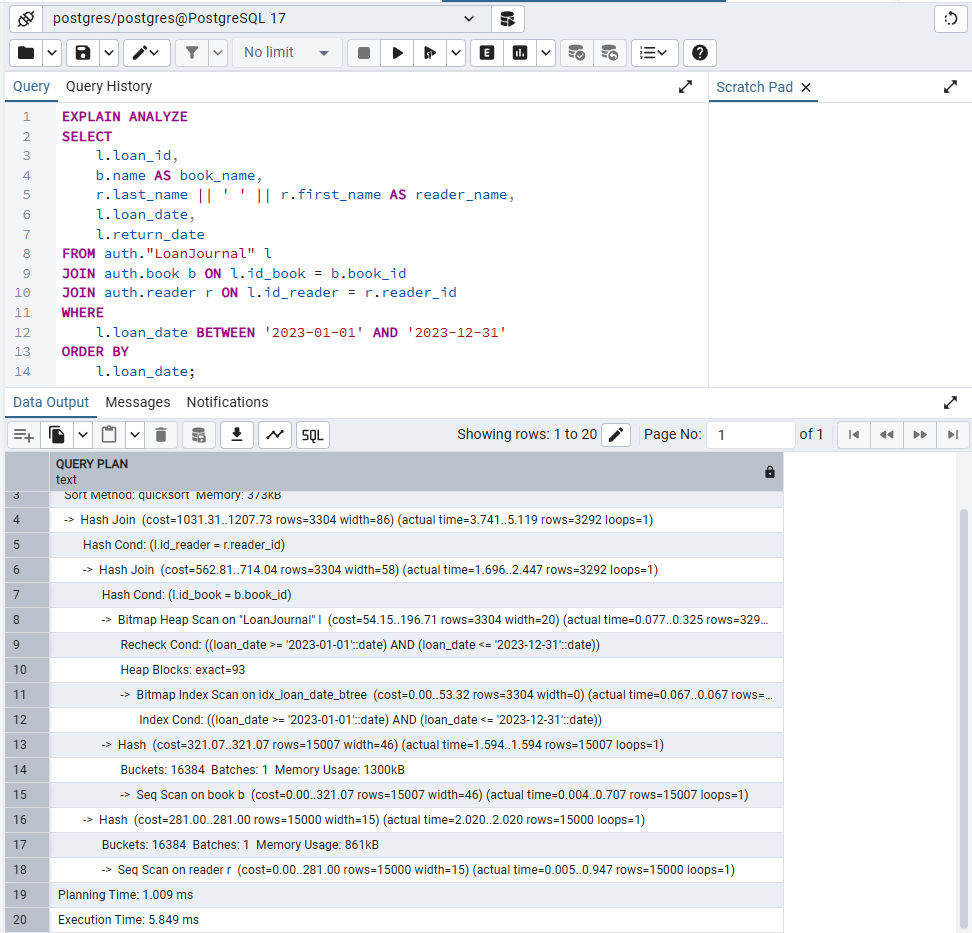 postgres/postgres@PostgreSQL 17
No limit
E
SQL
Query
Query History
Scratch Pad
1 EXPLAIN ANALYZE
2 SELECT
3 l.loan_id,
4 b.name AS book_name,
5 r.last_name || ' ' || r.first_name AS reader_name,
6 l.loan_date,
7 l.return_date
8 FROM auth."LoanJournal" l
9 JOIN auth.book b ON l.id_book = b.book_id
10 JOIN auth.reader r ON l.id_reader = r.reader_id
11 WHERE
12 l.loan_date BETWEEN '2023-01-01' AND '2023-12-31'
13 ORDER BY
14 l.loan_date;
Data Output
Messages
Notifications
Showing rows: 1 to 20
Page No: 1 of 1
QUERY PLAN
text
3 Sort Method: quicksort Memory: 373kB
4 -> Hash Join (cost=1031.31..1207.73 rows=3304 width=86) (actual time=3.741..5.119 rows=3292 loops=1)
5 Hash Cond: (l.id_reader = r.reader_id)
6 -> Hash Join (cost=562.81..714.04 rows=3304 width=58) (actual time=1.696..2.447 rows=3292 loops=1)
7 Hash Cond: (l.id_book = b.book_id)
8 -> Bitmap Heap Scan on "LoanJournal" l (cost=54.15..196.71 rows=3304 width=20) (actual time=0.077..0.325 rows=329...
9 Recheck Cond: ((loan_date >= '2023-01-01'::date) AND (loan_date <= '2023-12-31'::date))
10 Heap Blocks: exact=93
11 -> Bitmap Index Scan on idx_loan_date_btree (cost=0.00..53.32 rows=3304 width=0) (actual time=0.067..0.067 rows=...
12 Index Cond: ((loan_date >= '2023-01-01'::date) AND (loan_date <= '2023-12-31'::date))
13 -> Hash (cost=321.07..321.07 rows=15007 width=46) (actual time=1.594..1.594 rows=15007 loops=1)
14 Buckets: 16384 Batches: 1 Memory Usage: 1300kB
15 -> Seq Scan on book b (cost=0.00..321.07 rows=15007 width=46) (actual time=0.004..0.707 rows=15007 loops=1)
16 -> Hash (cost=281.00..281.00 rows=15000 width=15) (actual time=2.020..2.020 rows=15000 loops=1)
17 Buckets: 16384 Batches: 1 Memory Usage: 861kB
18 -> Seq Scan on reader r (cost=0.00..281.00 rows=15000 width=15) (actual time=0.005..0.947 rows=15000 loops=1)
19 Planning Time: 1.009 ms
20 Execution Time: 5.849 ms